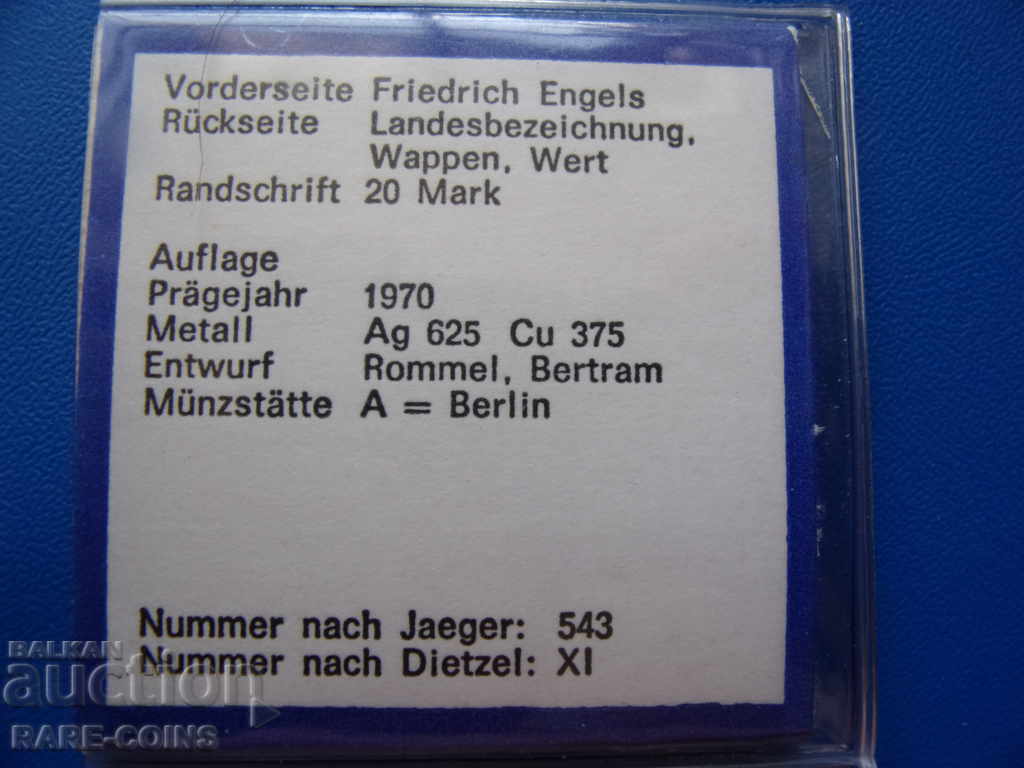 Vorderseite Friedrich Engels
Rückseite Landesbezeichnung,
Wappen, Wert
Randschrift 20 Mark
Auflage
Prägejahr 1970
Metall Ag 625 Cu 375
Entwurf Rommel, Bertram
Münzstätte A = Berlin
Nummer nach Jaeger: 543
Nummer nach Dietzel: XI
BALKAN
auction
RARE-COINS